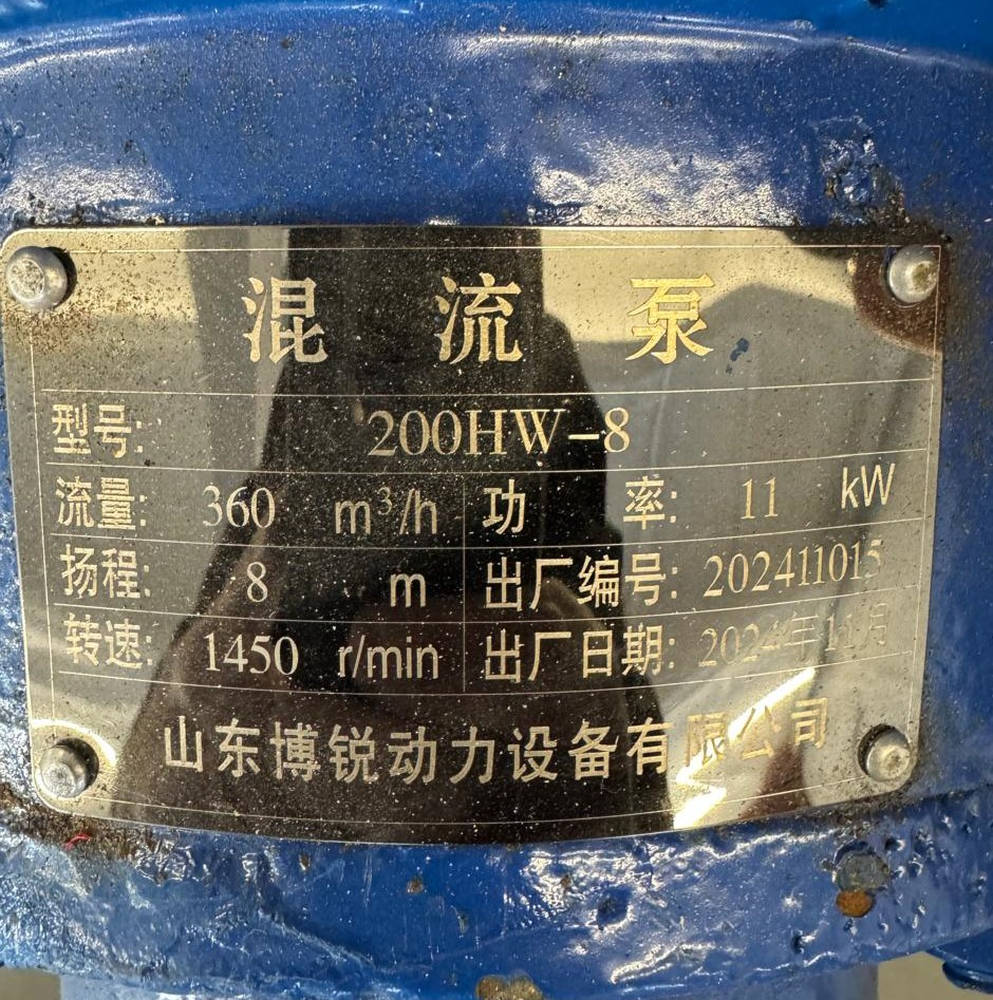 混流泵
型号: 200HW-8
流量: 360 m³/h 功率: 11 kW
扬程: 8 m 出厂编号: 202411015
转速: 1450 r/min 出厂日期: 2024年11月
山东博锐动力设备有限公司